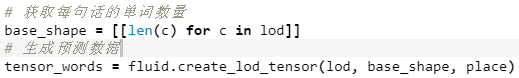 # 获取每句话的单词数量
base_shape = [[len(c) for c in lod]]
# 生成预测数据
tensor_words = fluid.create_lod_tensor(lod, base_shape, place)